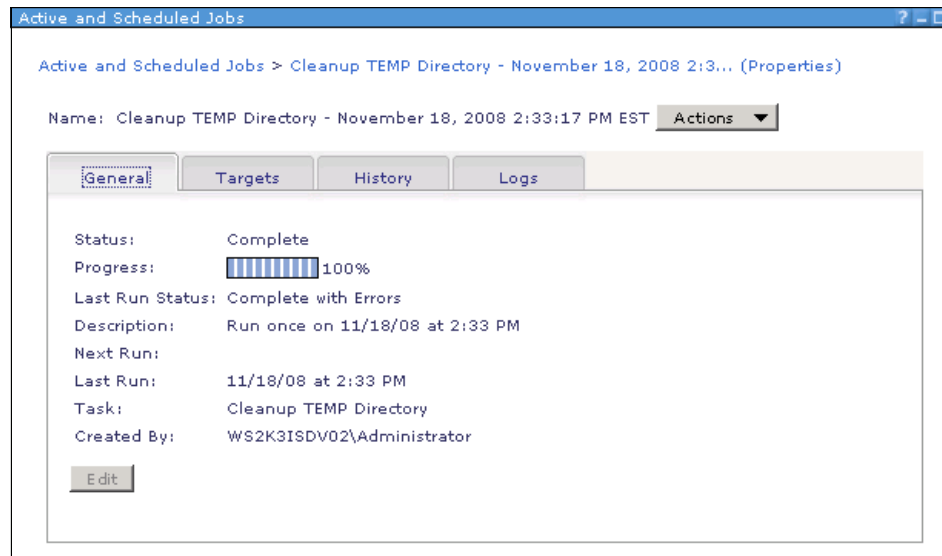 Active and Scheduled Jobs ?
Active and Scheduled Jobs > Cleanup TEMP Directory - November 18, 2008 2:3... (Properties)
Name: Cleanup TEMP Directory - November 18, 2008 2:33:17 PM EST Actions
General Targets History Logs
Status: Complete
Progress: 100%
Last Run Status: Complete with Errors
Description: Run once on 11/18/08 at 2:33 PM
Next Run:
Last Run: 11/18/08 at 2:33 PM
Task: Cleanup TEMP Directory
Created By: WS2K3ISDV02\Administrator
Edit